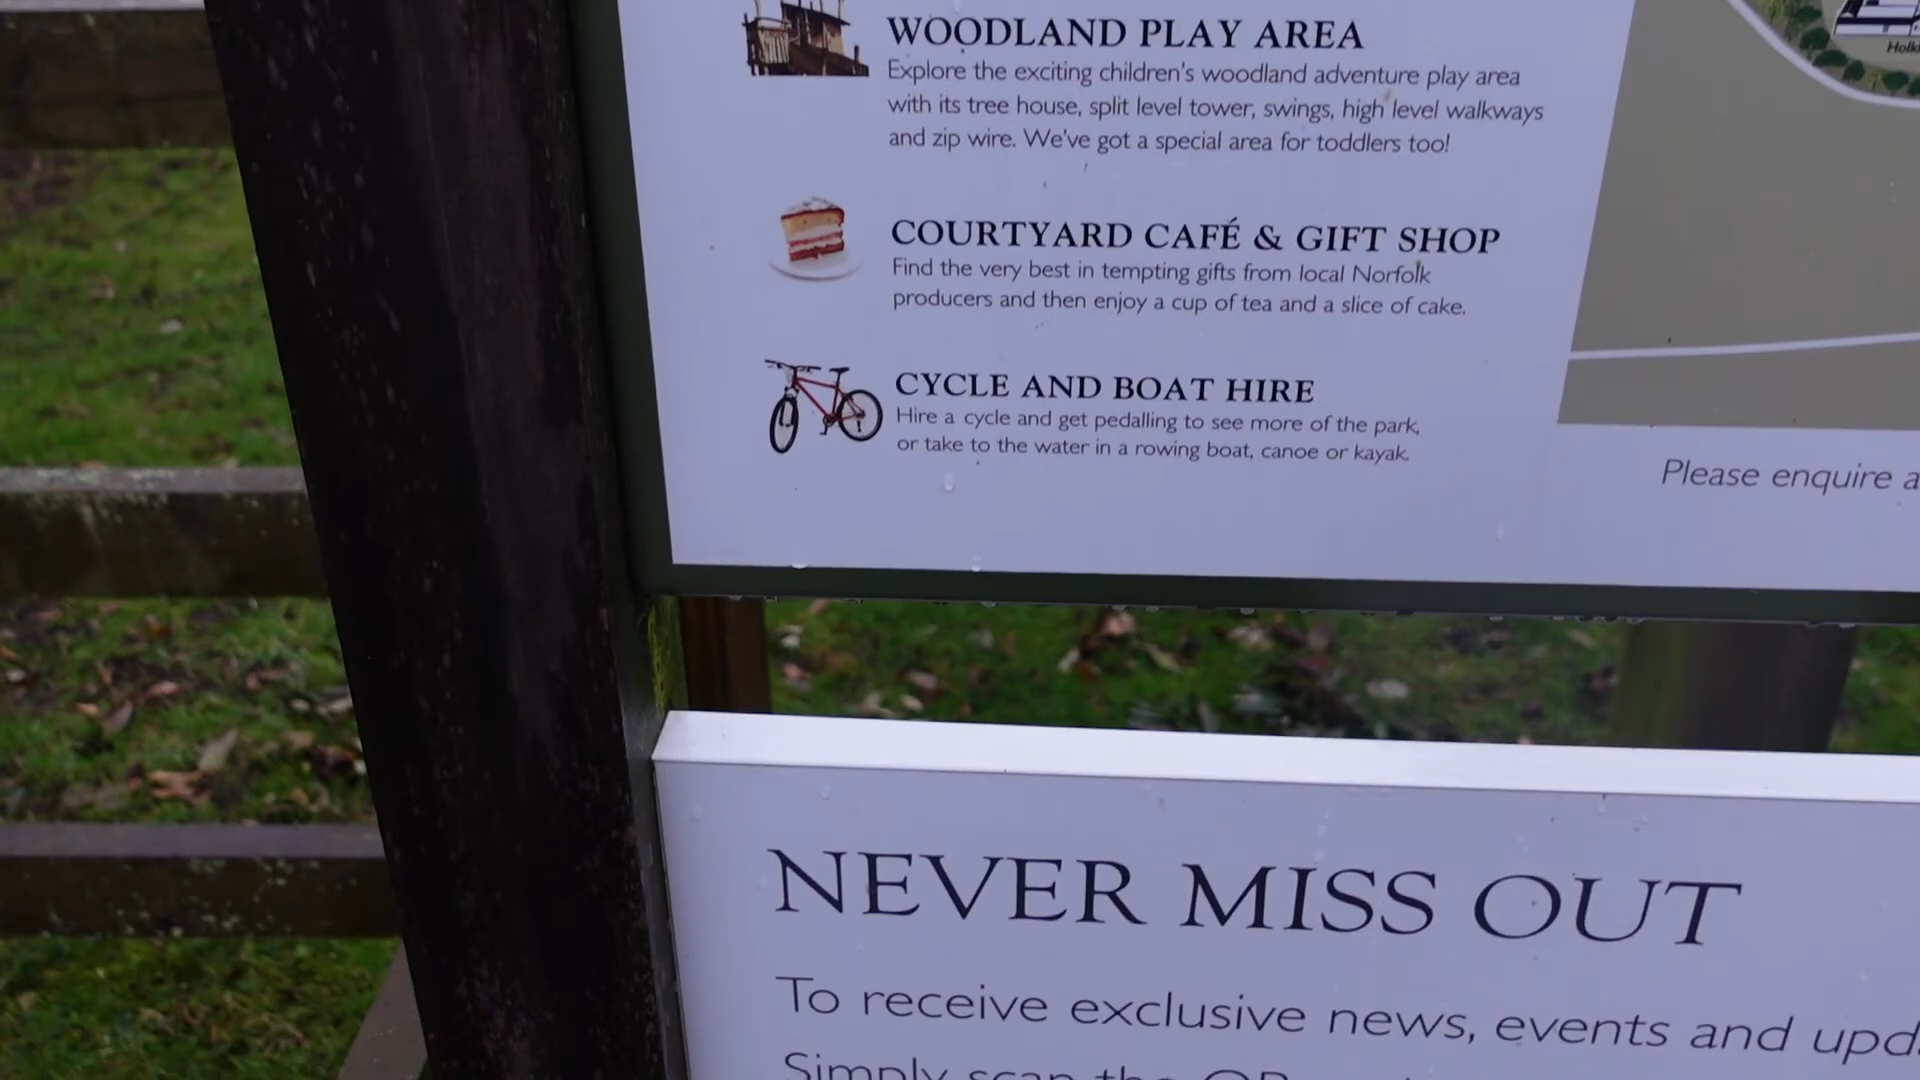 WOODLAND PLAY AREA
Explore the exciting children's woodland adventure play area
with its tree house, split level tower, swings, high level walkways
and zip wire. We've got a special area for toddlers too!
COURTYARD CAFÉ & GIFT SHOP
Find the very best in tempting gifts from local Norfolk
producers and then enjoy a cup of tea and a slice of cake.
CYCLE AND BOAT HIRE
Hire a cycle and get pedalling to see more of the park,
or take to the water in a rowing boat, canoe or kayak.
Please enquire
NEVER MISS OUT
To receive exclusive news, events and
Simply scan the QR